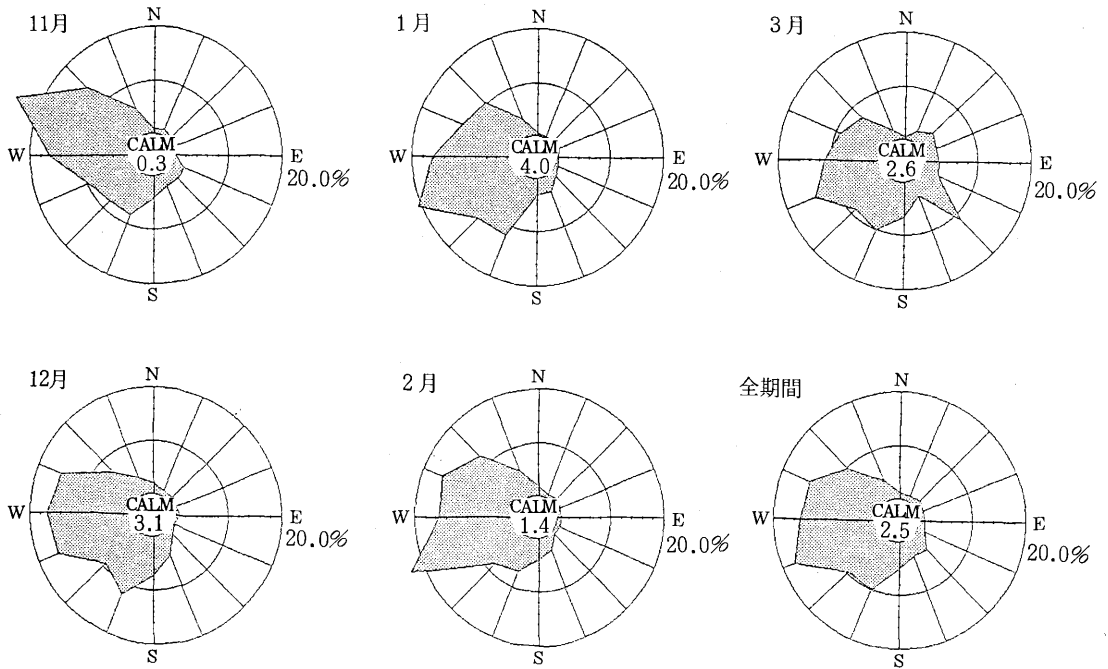 11月
N
W
CALM
0.3
E
20.0%
S
1月
N
W
CALM
4.0
E
20.0%
S
3月
N
W
CALM
2.6
E
20.0%
S
12月
N
W
CALM
3.1
E
20.0%
S
2月
N
W
CALM
1.4
E
20.0%
S
全期間
N
W
CALM
2.5
E
20.0%
S